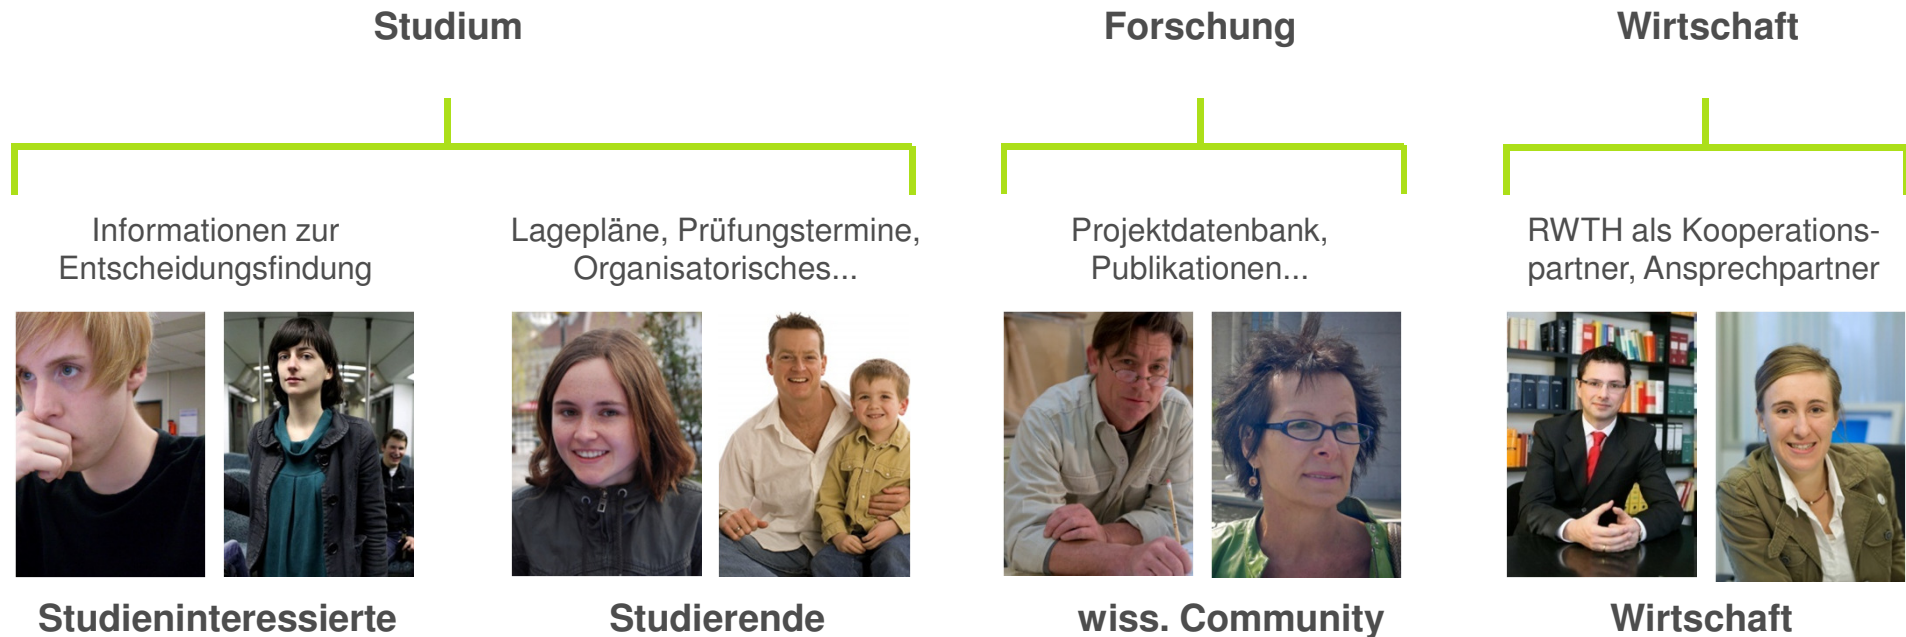 Studium
Forschung
Wirtschaft
Informationen zur
Entscheidungsfindung
Lagepläne, Prüfungstermine,
Organisatorisches...
Projektdatenbank,
Publikationen...
RWTH als Kooperations-
partner, Ansprechpartner
Studieninteressierte
Studierende
wiss. Community
Wirtschaft